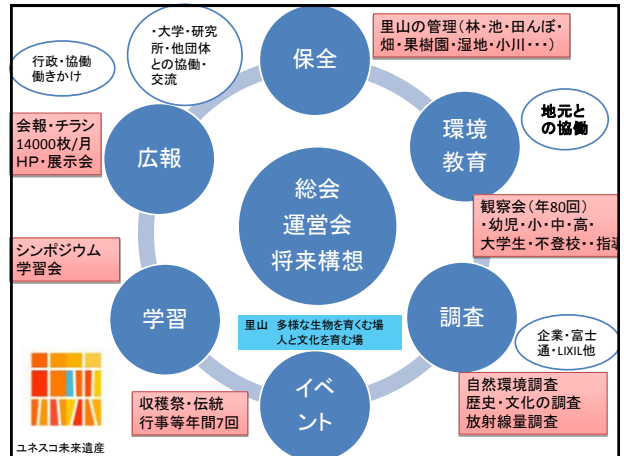 ・大学・研究
所・他団体
との協働・
交流
行政・協働
働きかけ
保全
里山の管理（林・池・田んぼ・
畑・果樹園・湿地・小川・・・）
会報・チラシ
14000枚/月
HP・展示会
広報
環境
教育
地元と
の協働
総会
運営会
将来構想
観察会（年80回）
・幼児・小・中・高・
大学生・不登校・・指導
シンポジウム
学習会
学習
調査
里山 多様な生物を育くむ場
人と文化を育む場
企業・富士
通・LIXIL他
イベ
ント
収穫祭・伝統
行事等年間7回
自然環境調査
歴史・文化の調査
放射線量調査
ユネスコ未来遺産